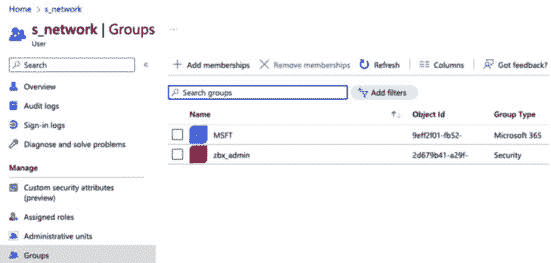 Home > s_network
s_network | Groups ...
User
Search «
Overview
Audit logs
Sign-in logs
Diagnose and solve problems
Manage
Custom security attributes
(preview)
Assigned roles
Administrative units
Groups
+ Add memberships × Remove memberships Refresh Columns Got feedback?
Search groups Add filters
Name ↑↓ Object Id Group Type
MSFT 9eff2f01-fb52- Microsoft 365
zbx_admin 2d679b41-a29f- Security